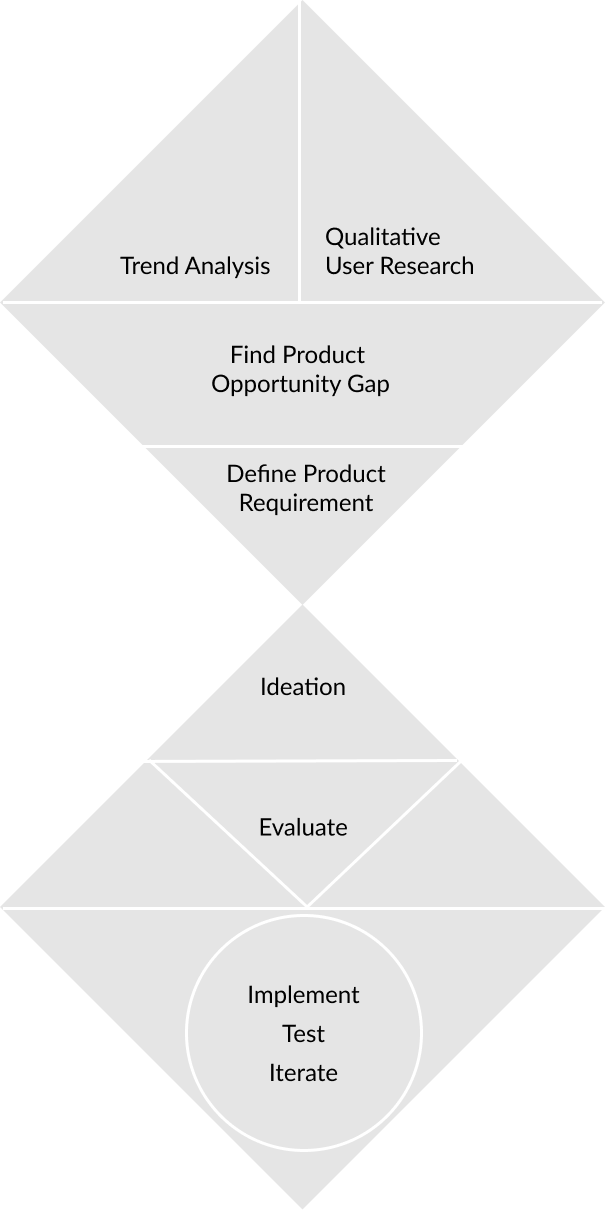 Trend Analysis
Qualitative
User Research
Find Product
Opportunity Gap
Define Product
Requirement
Ideation
Evaluate
Implement
Test
Iterate